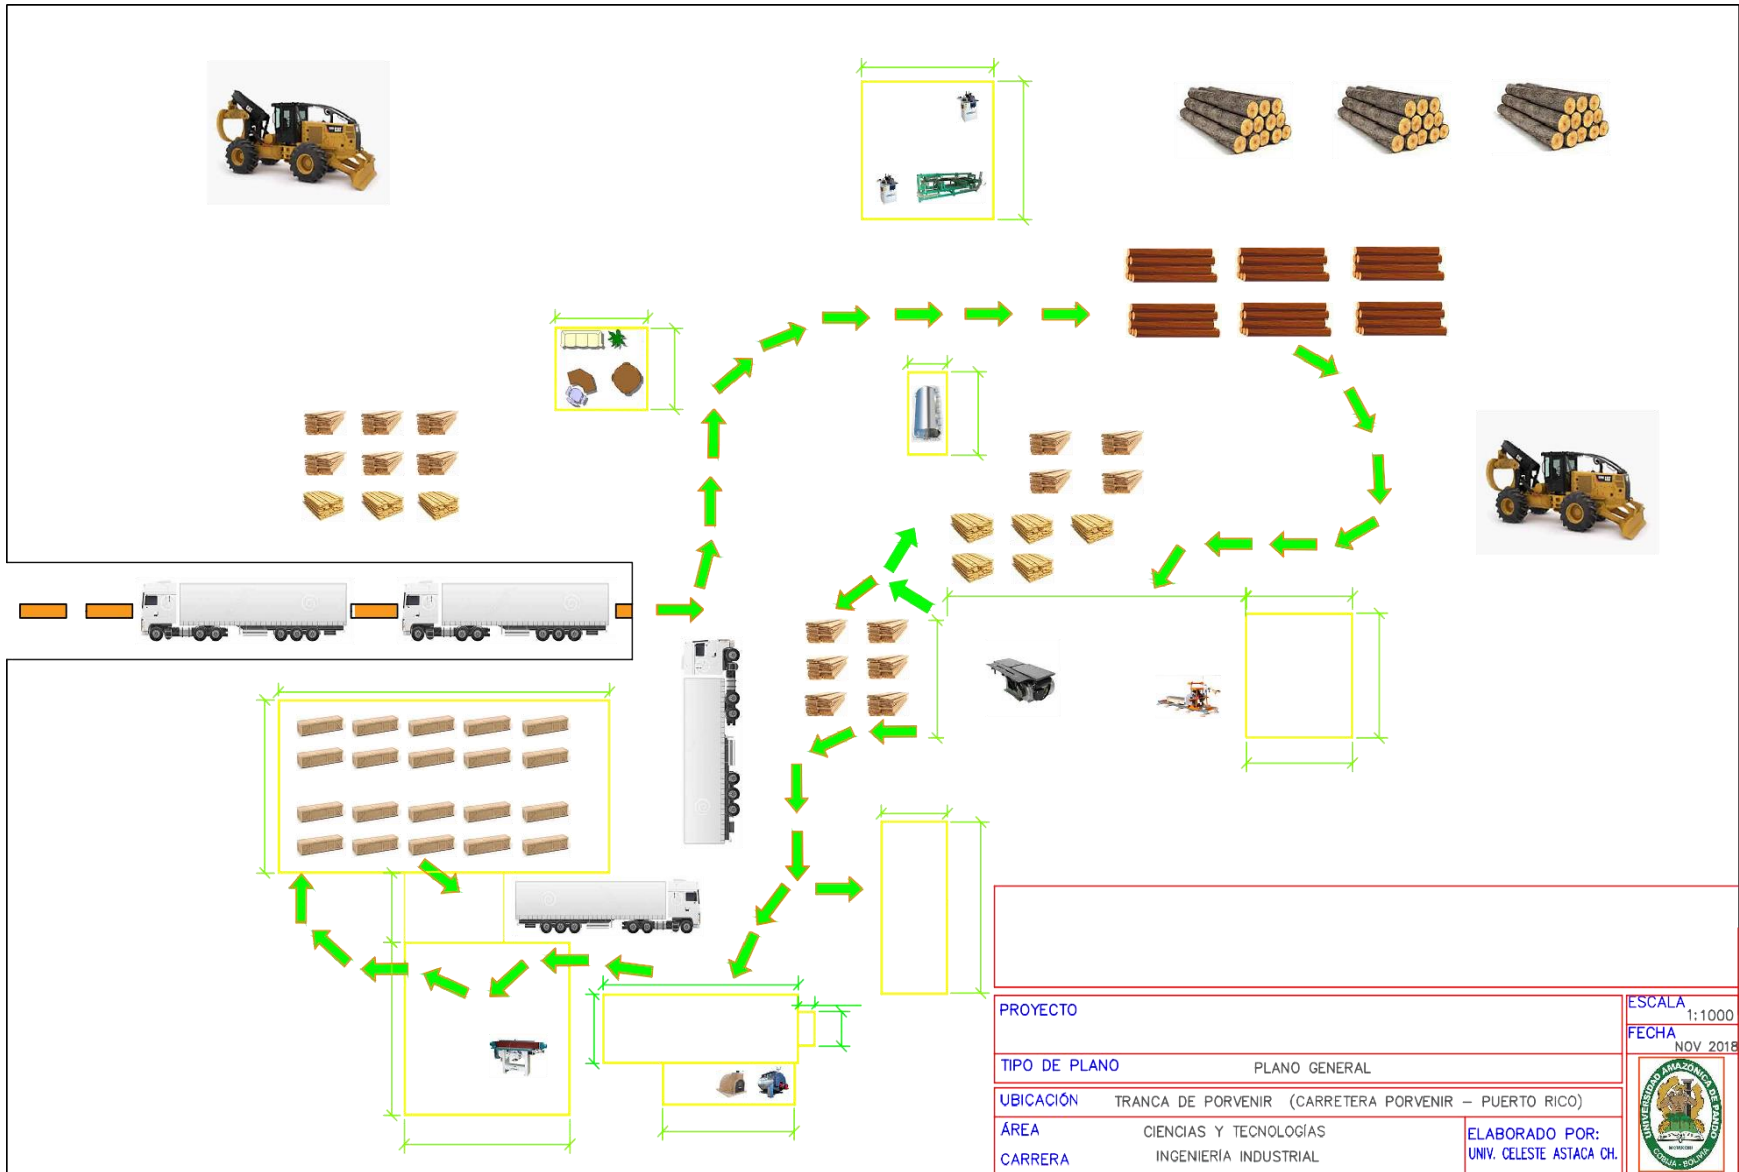 PROYECTO
ESCALA
1:1000
FECHA
NOV 2018
TIPO DE PLANO PLANO GENERAL
UBICACIÓN TRANCA DE PORVENIR (CARRETERA PORVENIR – PUERTO RICO)
ÁREA CIENCIAS Y TECNOLOGÍAS
CARRERA INGENIERÍA INDUSTRIAL
ELABORADO POR:
UNIV. CELESTE ASTACA CH.
UNIVERSIDAD AMAZÓNICA DE PANDO
COBIJA - BOLIVIA